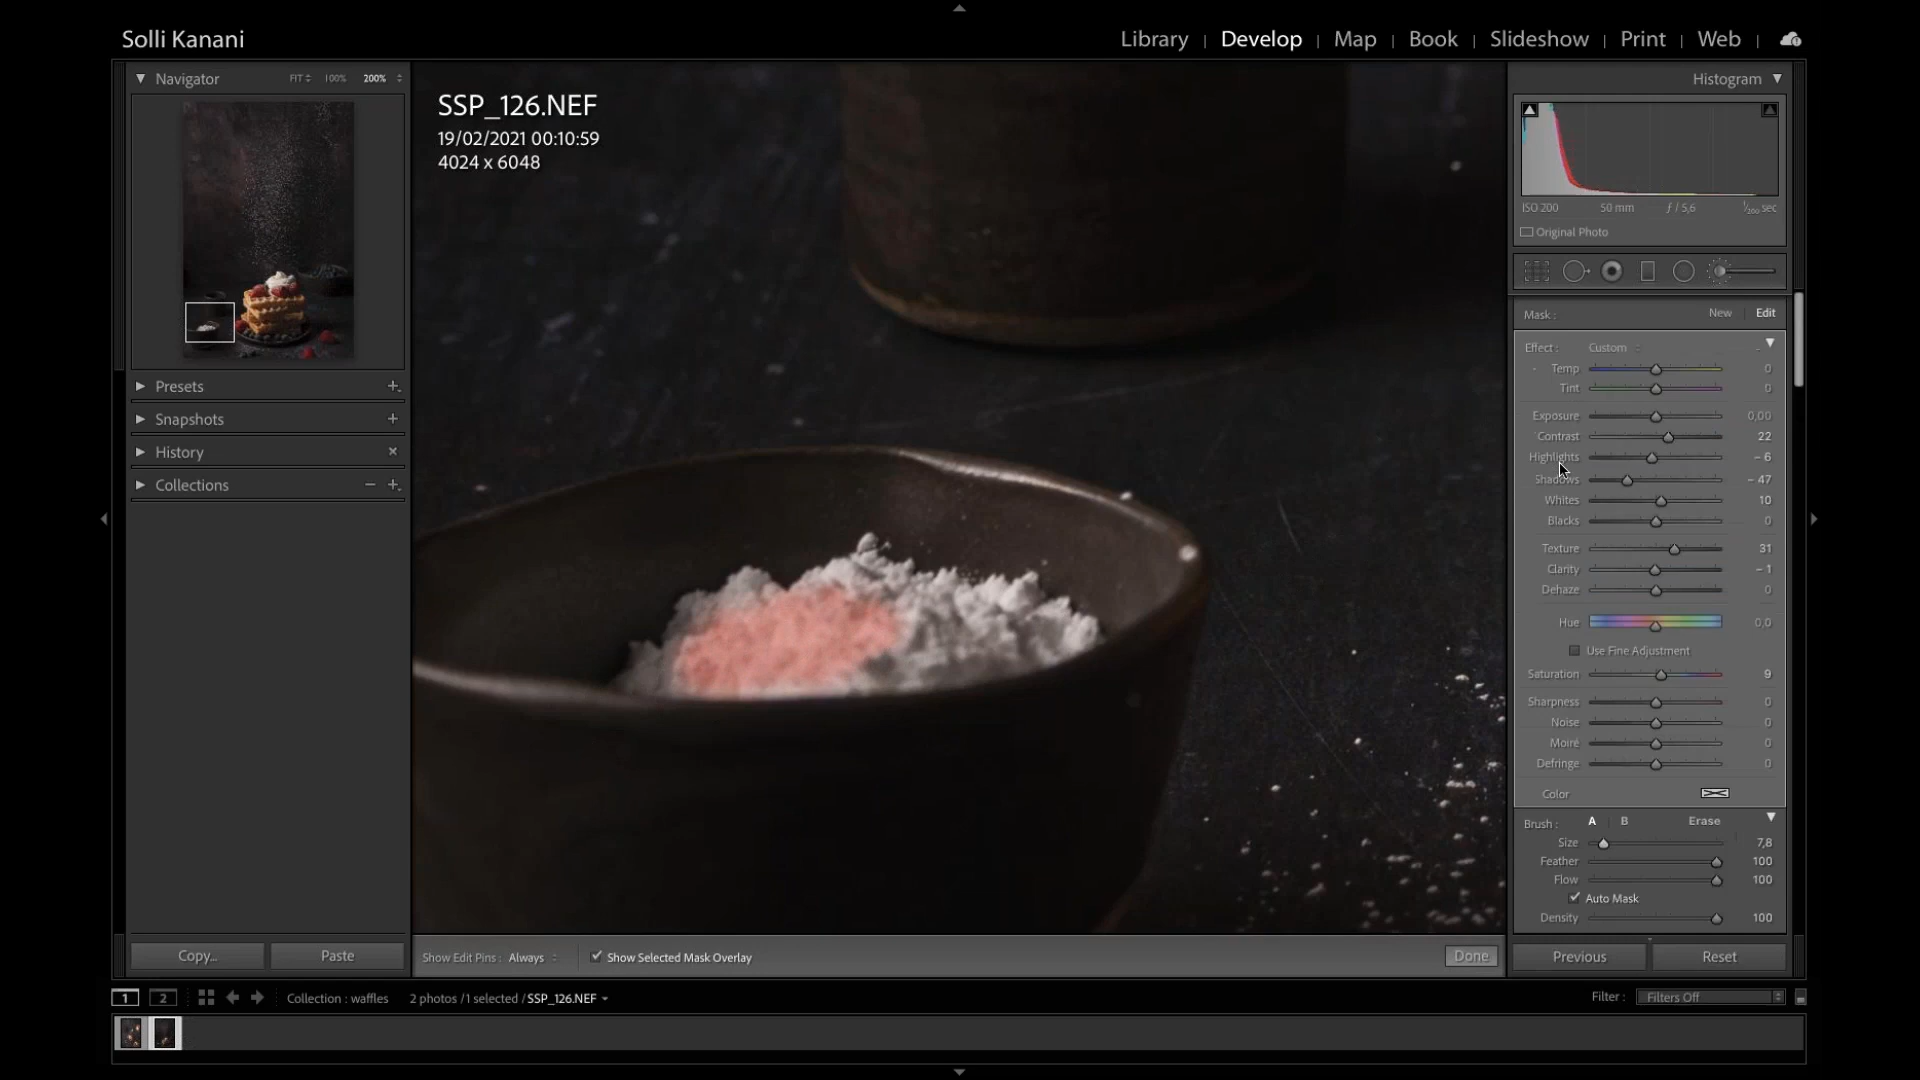 Solli Kanani
Library | Develop | Map | Book | Slideshow | Print | Web |
Navigator FIT 100% 200%
Presets
Snapshots
History
Collections
Copy...
Paste
SSP_126.NEF
19/02/2021 00:10:59
4024 x 6048
Show Edit Pins : Always
Show Selected Mask Overlay
Done
Histogram
ISO 200 50 mm ƒ / 5,6 1/200 sec
Original Photo
Mask : New Edit
Effect : Custom
Temp 0
Tint 0
Exposure 0,00
Contrast 22
Highlights – 6
Shadows – 47
Whites 10
Blacks 0
Texture 31
Clarity – 1
Dehaze 0
Hue 0,0
Use Fine Adjustment
Saturation 9
Sharpness 0
Noise 0
Moiré 0
Defringe 0
Color
Brush : A B Erase
Size 7,8
Feather 100
Flow 100
Auto Mask
Density 100
Previous
Reset
1 2 Collection : waffles 2 photos / 1 selected / SSP_126.NEF
Filter : Filters Off